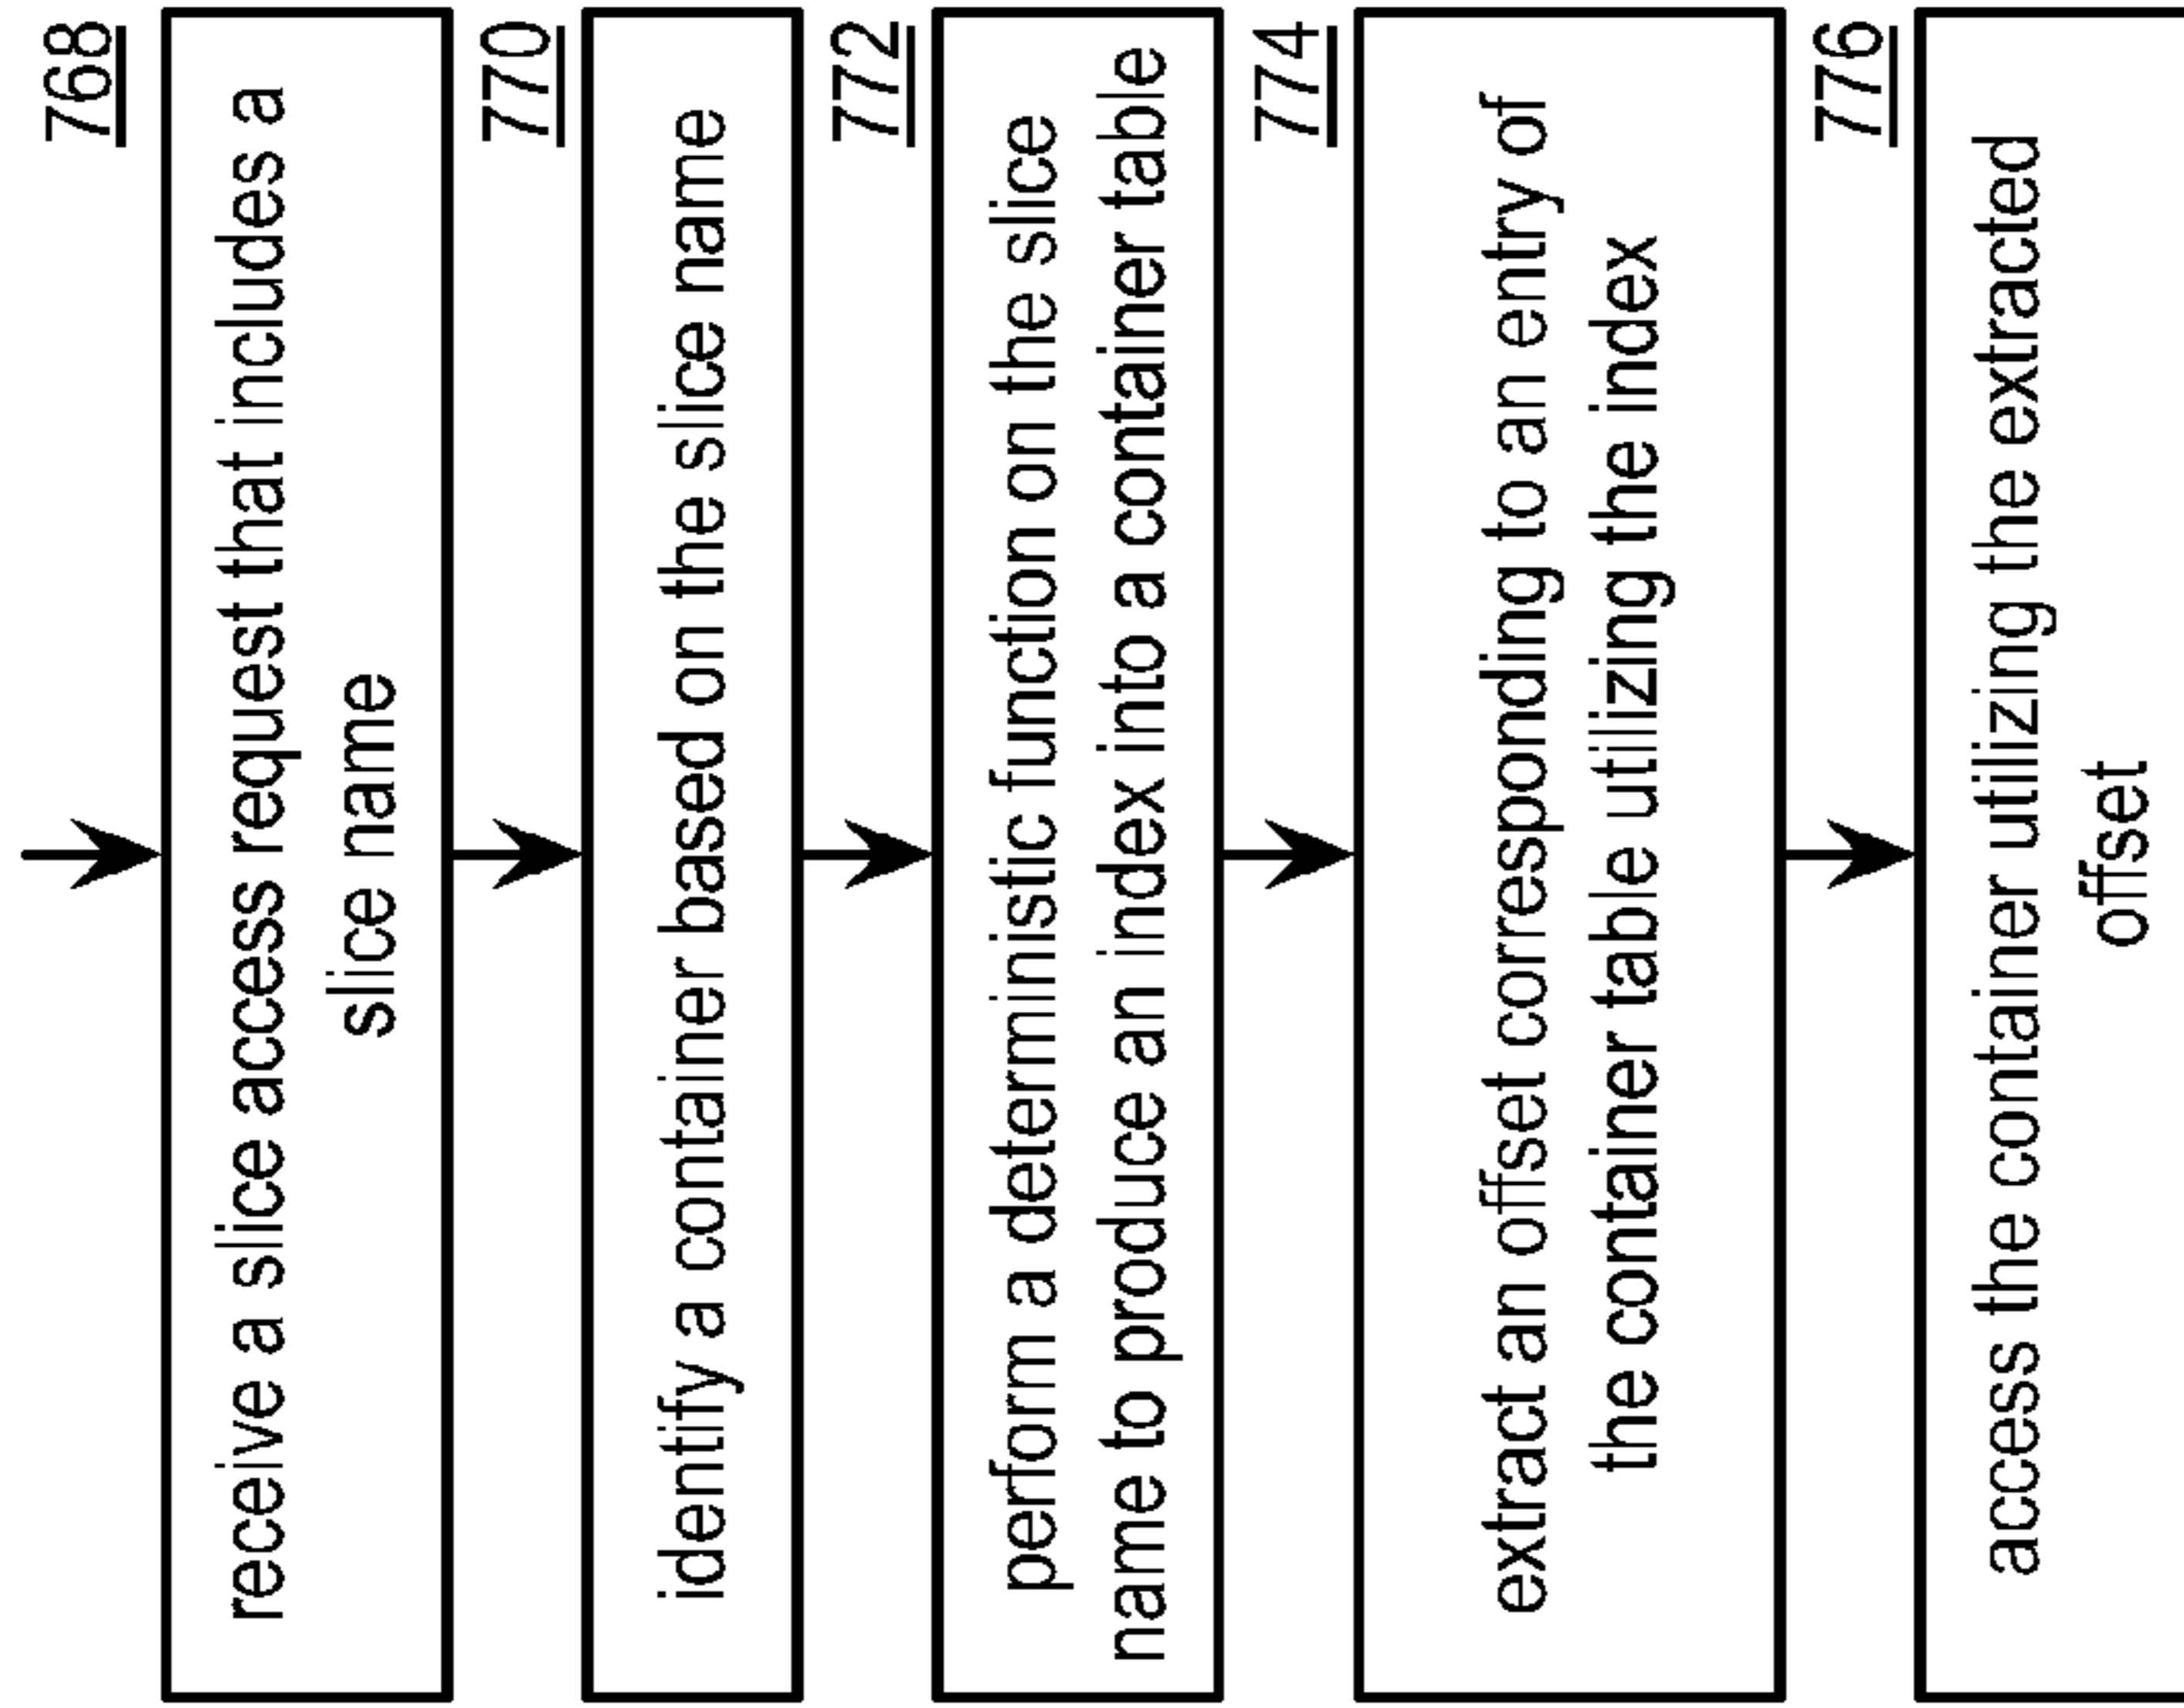 768
receive a slice access request that includes a
slice name
770
identify a container based on the slice name
772
perform a deterministic function on the slice
name to produce an index into a container table
774
extract an offset corresponding to an entry of
the container table utilizing the index
776
access the container utilizing the extracted
offset